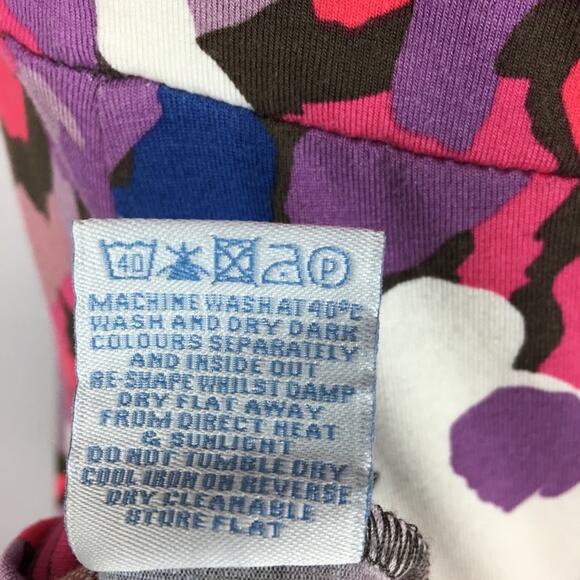 40 P
MACHINE WASH AT 40°C
WASH AND DRY DARK
COLOURS SEPARATELY
AND INSIDE OUT
RE SHAPE WHILST DAMP
DRY FLAT AWAY
FROM DIRECT HEAT
& SUNLIGHT
DO NOT TUMBLE DRY
COOL IRON ON REVERSE
DRY CLEANABLE
STORE FLAT